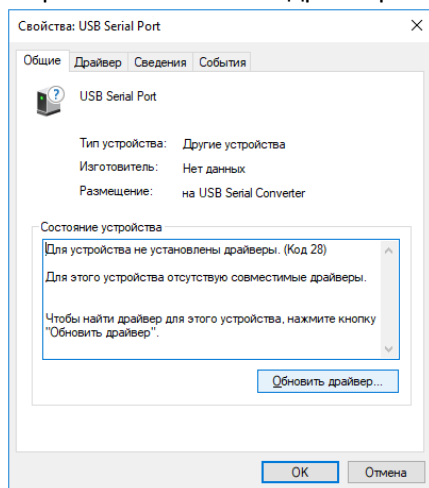 Свойства: USB Serial Port
Общие Драйвер Сведения События
USB Serial Port
Тип устройства: Другие устройства
Изготовитель: Нет данных
Размещение: на USB Serial Converter
Состояние устройства
Для устройства не установлены драйверы. (Код 28)
Для этого устройства отсутствую совместимые драйверы.
Чтобы найти драйвер для этого устройства, нажмите кнопку
"Обновить драйвер".
Обновить драйвер...
OK Отмена